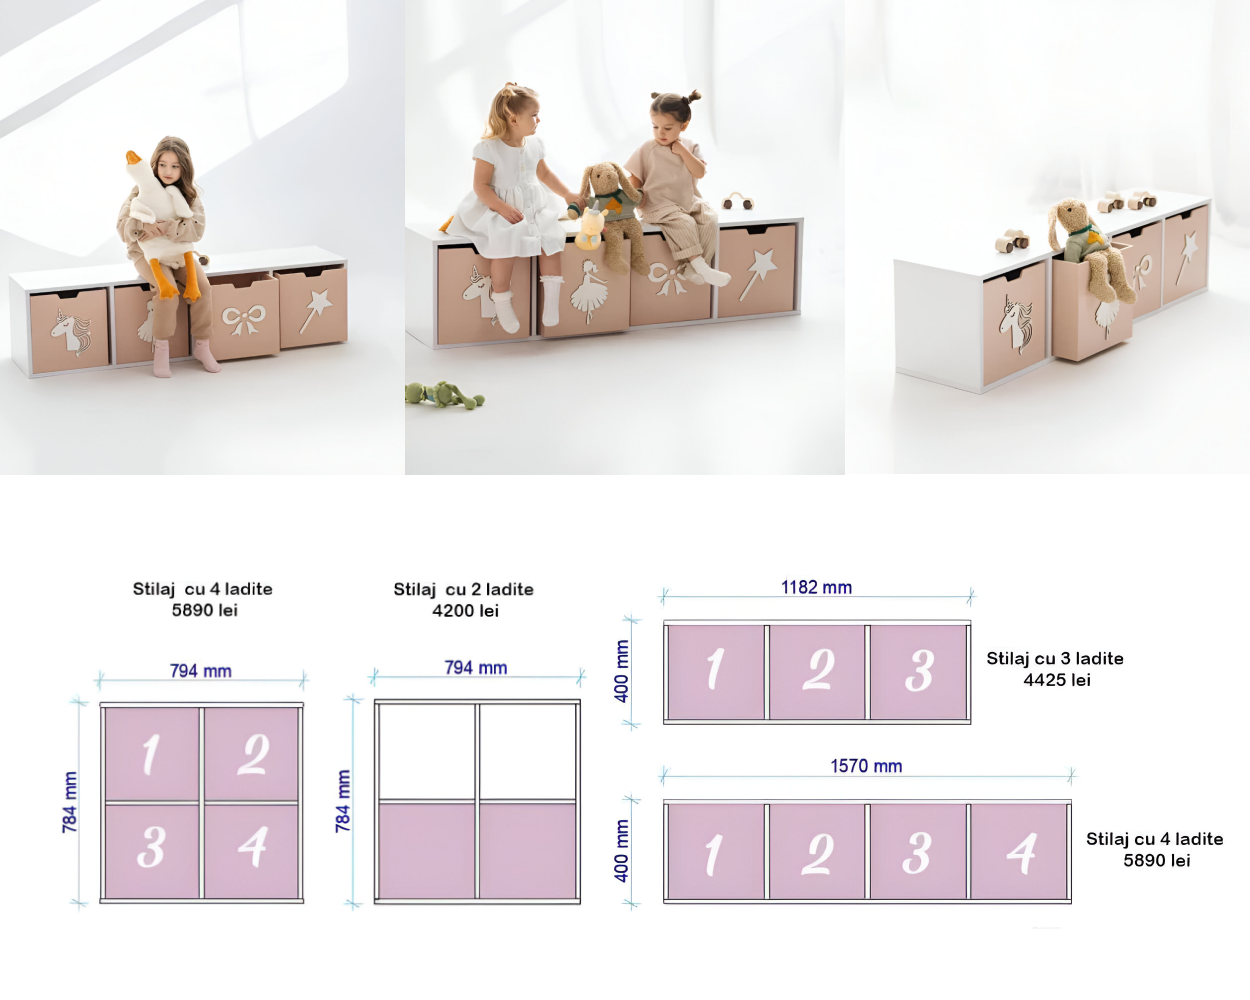 Stilaj cu 4 ladite
5890 lei
794 mm
784 mm
1 2
3 4
Stilaj cu 2 ladite
4200 lei
794 mm
784 mm
1182 mm
400 mm
1 2 3
Stilaj cu 3 ladite
4425 lei
1570 mm
400 mm
1 2 3 4
Stilaj cu 4 ladite
5890 lei